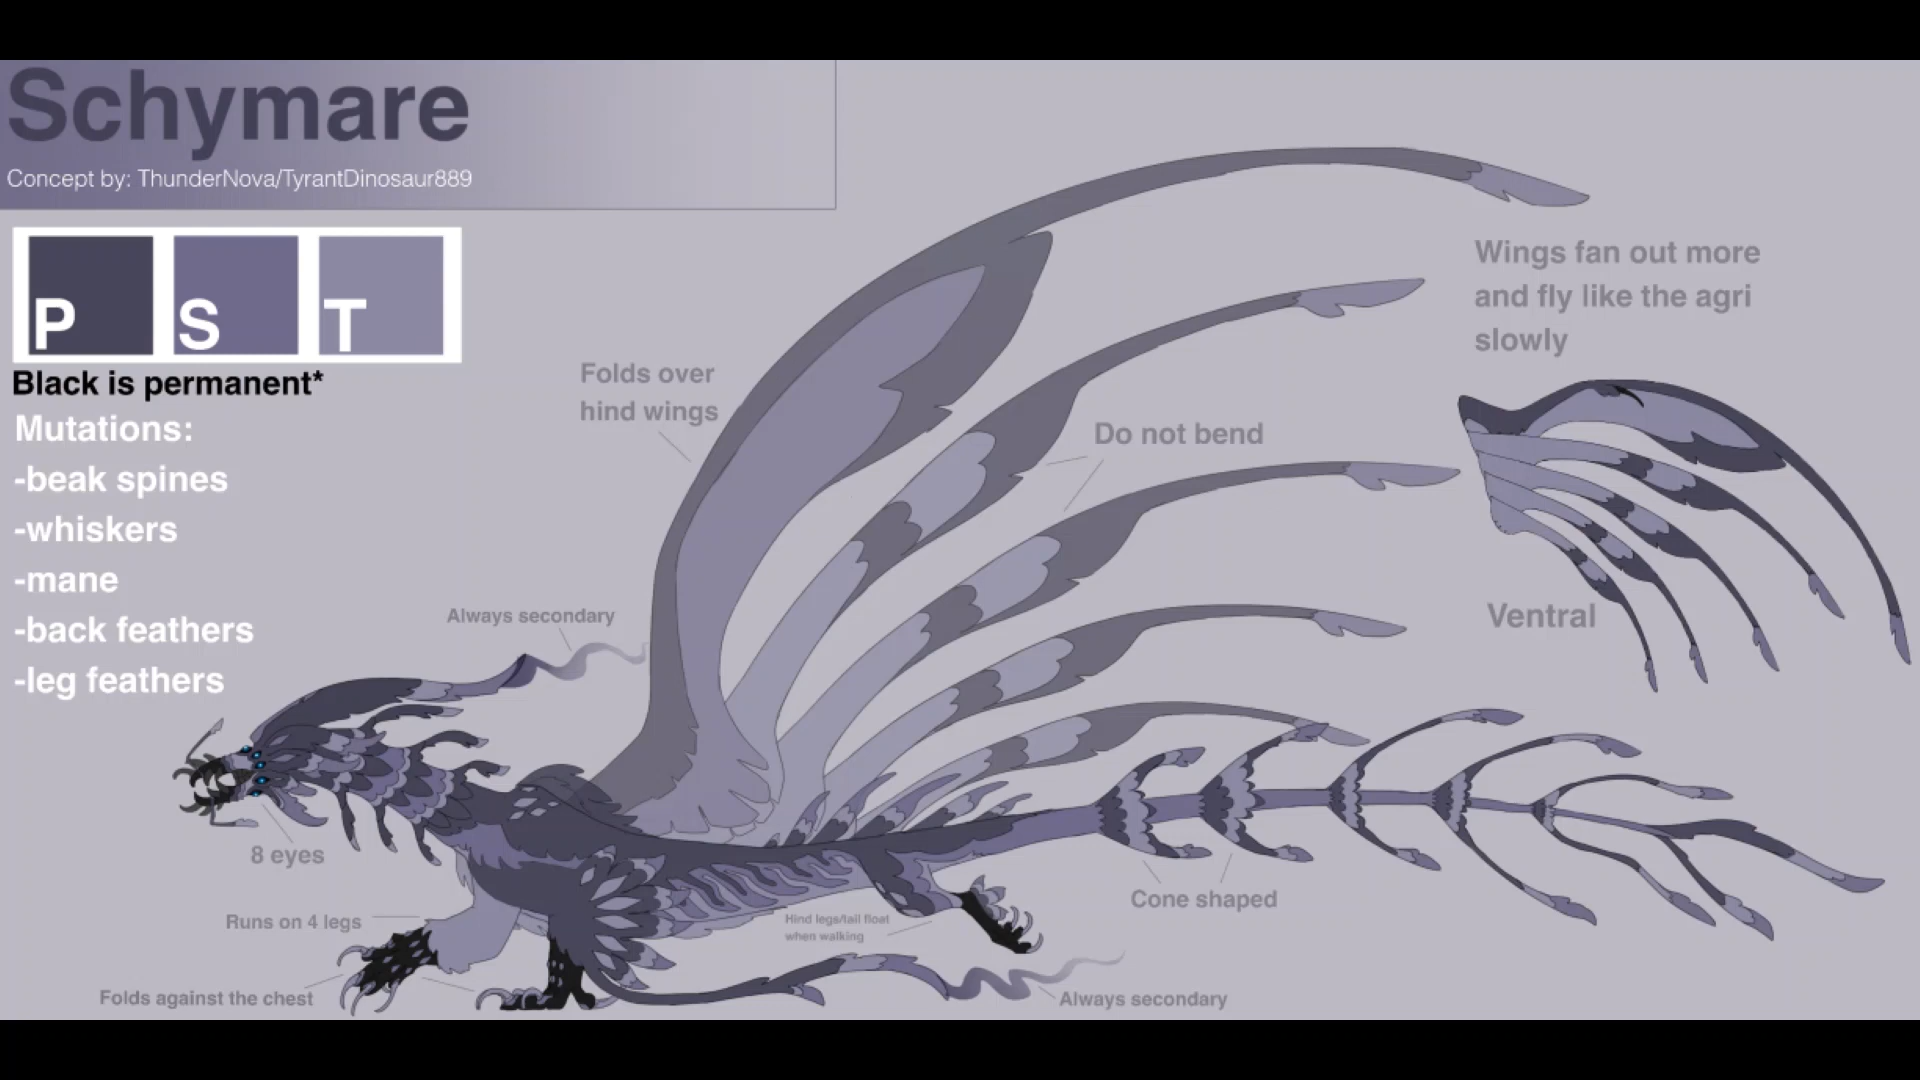 Schymare
Concept by: ThunderNova/TyrantDinosaur889
P S T
Black is permanent*
Mutations:
-beak spines
-whiskers
-mane
-back feathers
-leg feathers
Folds over
hind wings
Do not bend
Wings fan out more
and fly like the agri
slowly
Ventral
Always secondary
8 eyes
Runs on 4 legs
Folds against the chest
Hind legs/tail float
when walking
Cone shaped
Always secondary